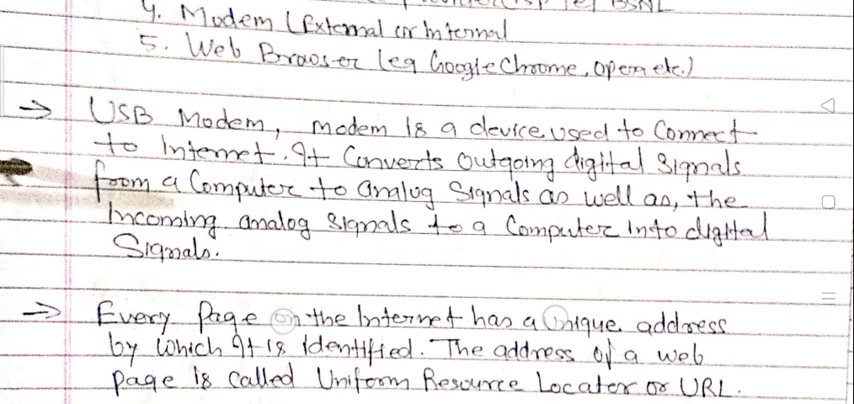 BSNL
4. Modem (External or Internal
5. Web Browser (eg Google Chrome, opera etc.)
→ USB Modem, modem is a device used to Connect
to Internet. It Converts outgoing digital signals
from a Computer to analog signals as well as, the
incoming analog signals to a Computer into digital
Signals.
→ Every Page on the Internet has a Unique address
by which It is identified. The address of a web
page is called Uniform Resource Locator or URL.